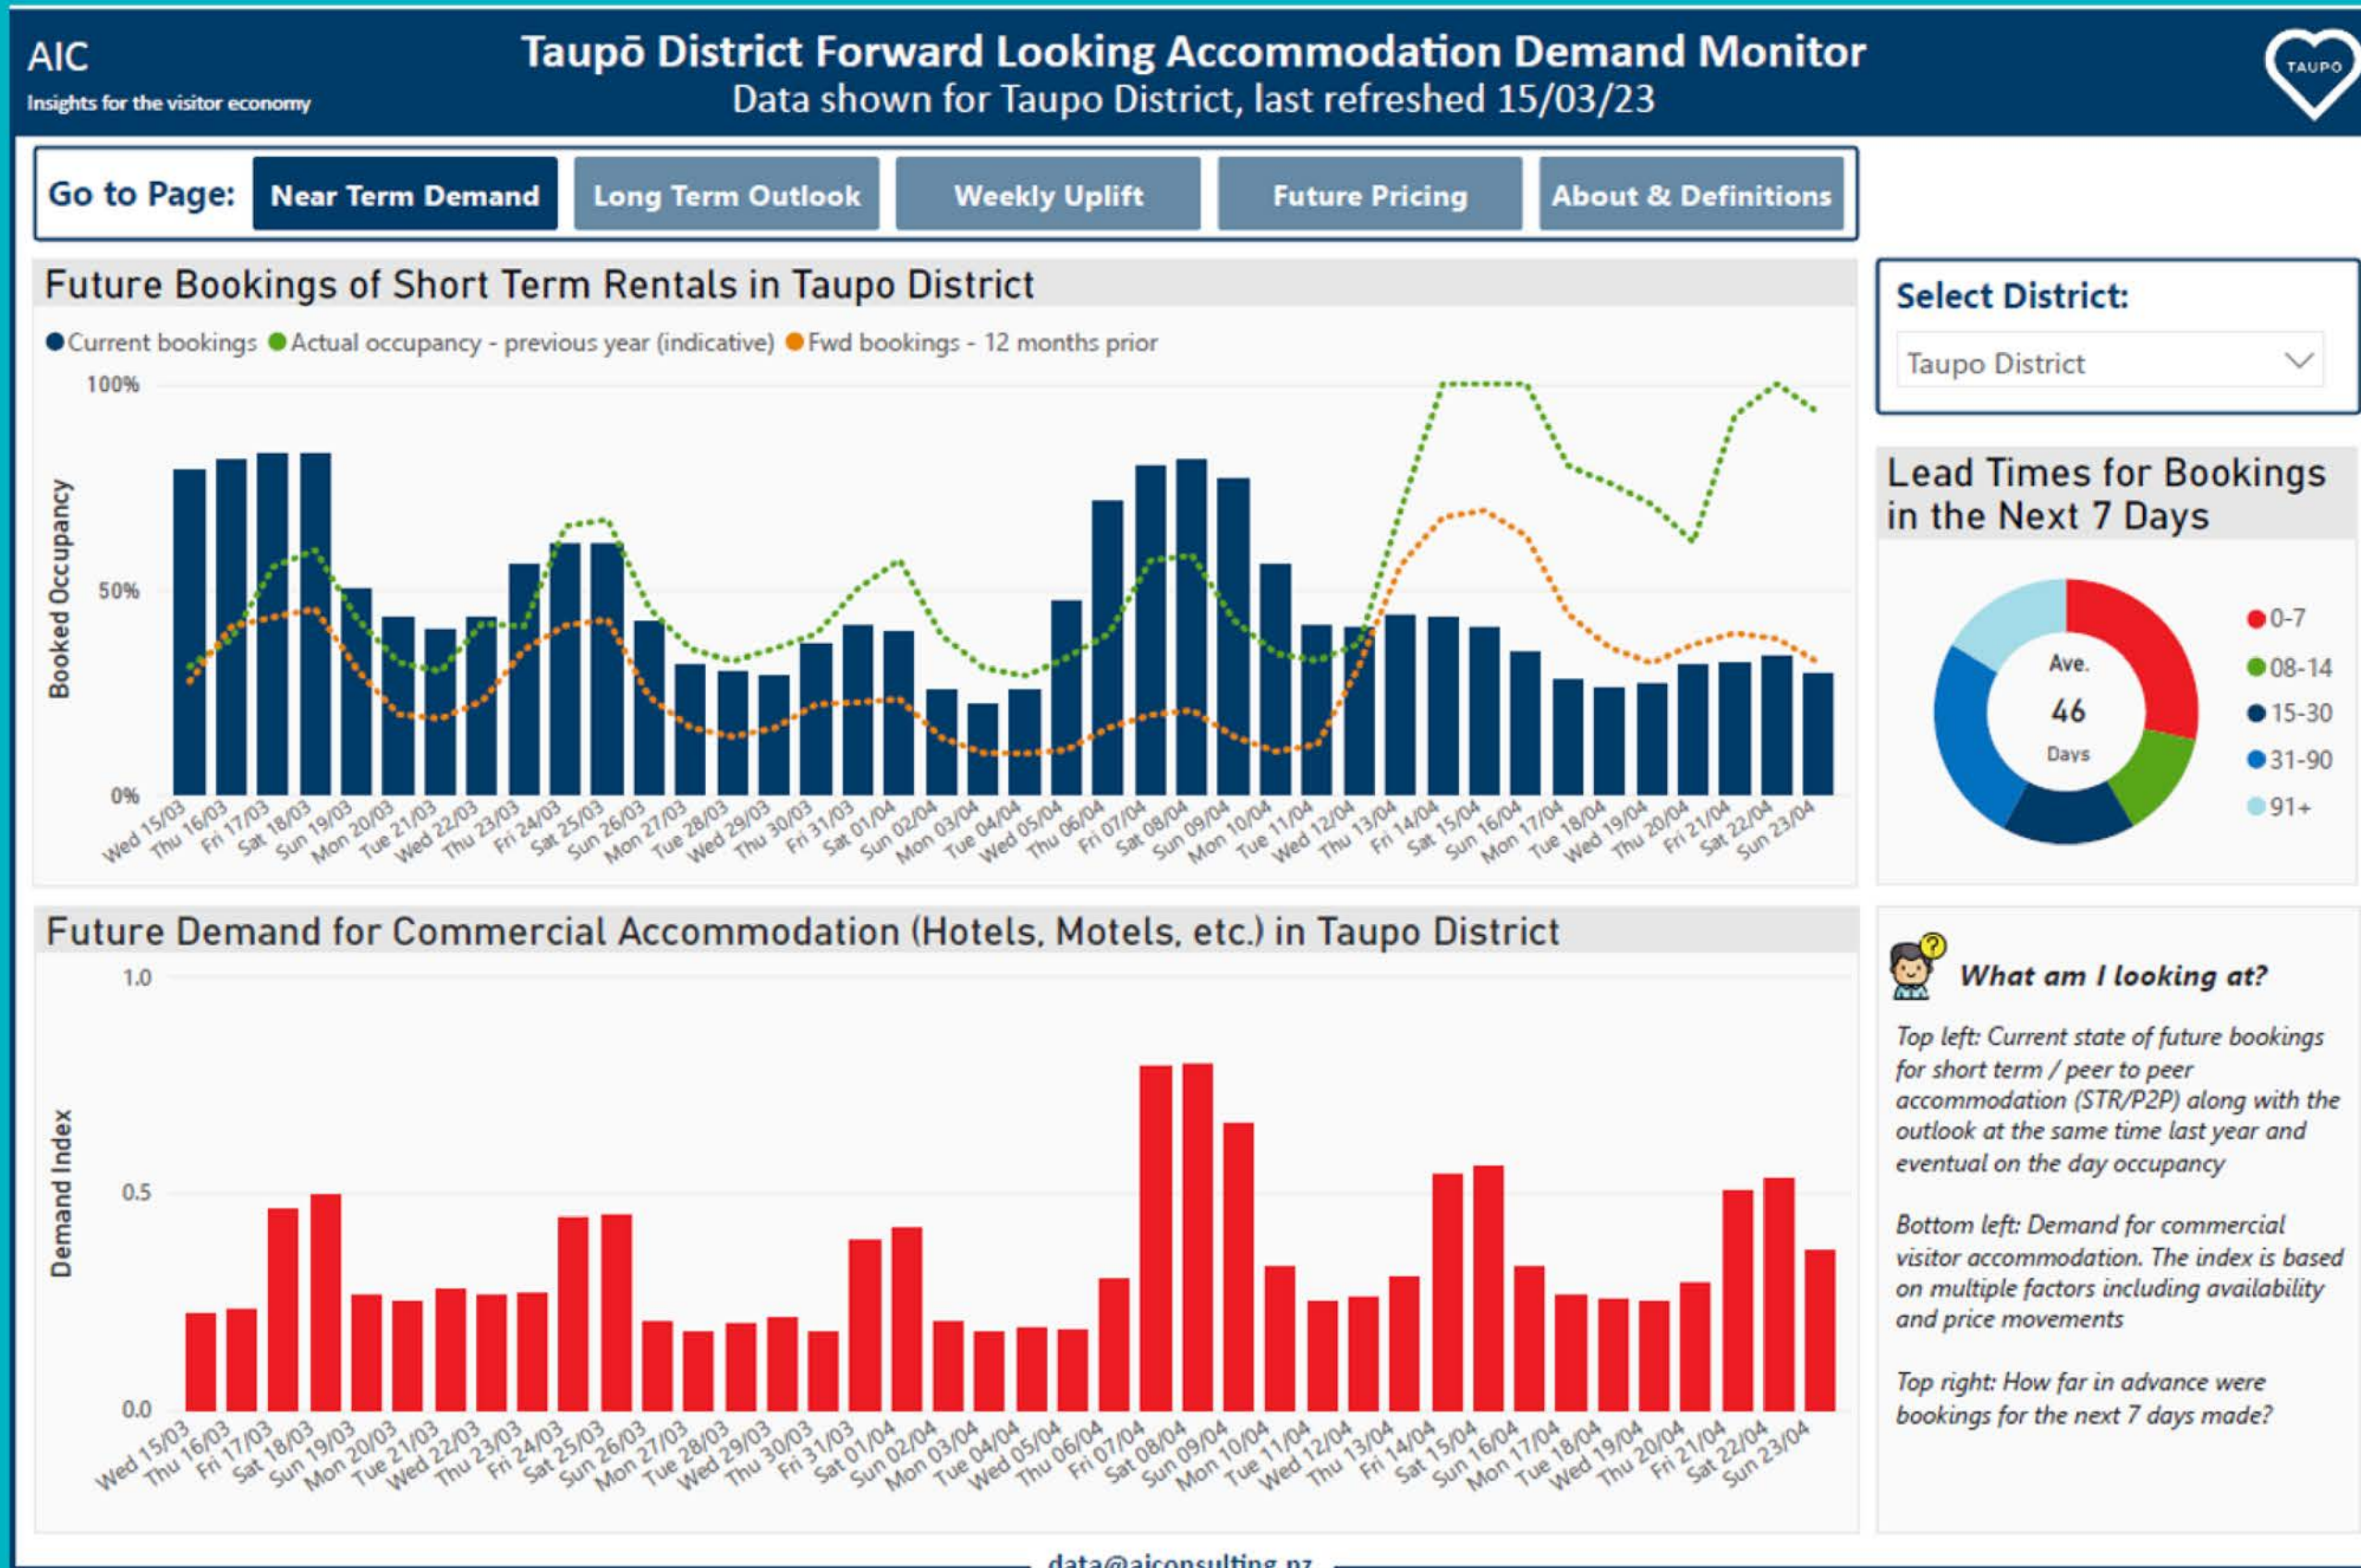 AIC
Insights for the visitor economy
Taupō District Forward Looking Accommodation Demand Monitor
Data shown for Taupo District, last refreshed 15/03/23
TAUPŌ
Go to Page:
Near Term Demand
Long Term Outlook
Weekly Uplift
Future Pricing
About & Definitions
Future Bookings of Short Term Rentals in Taupo District
Current bookings
Actual occupancy - previous year (indicative)
Fwd bookings - 12 months prior
Booked Occupancy
100%
50%
0%
Wed 15/03
Thu 16/03
Fri 17/03
Sat 18/03
Sun 19/03
Mon 20/03
Tue 21/03
Wed 22/03
Thu 23/03
Fri 24/03
Sat 25/03
Sun 26/03
Mon 27/03
Tue 28/03
Wed 29/03
Thu 30/03
Fri 31/03
Sat 01/04
Sun 02/04
Mon 03/04
Tue 04/04
Wed 05/04
Thu 06/04
Fri 07/04
Sat 08/04
Sun 09/04
Mon 10/04
Tue 11/04
Wed 12/04
Thu 13/04
Fri 14/04
Sat 15/04
Sun 16/04
Mon 17/04
Tue 18/04
Wed 19/04
Thu 20/04
Fri 21/04
Sat 22/04
Sun 23/04
Select District:
Taupo District
Lead Times for Bookings
in the Next 7 Days
Ave.
46
Days
0-7
08-14
15-30
31-90
91+
Future Demand for Commercial Accommodation (Hotels, Motels, etc.) in Taupo District
Demand Index
1.0
0.5
0.0
Wed 15/03
Thu 16/03
Fri 17/03
Sat 18/03
Sun 19/03
Mon 20/03
Tue 21/03
Wed 22/03
Thu 23/03
Fri 24/03
Sat 25/03
Sun 26/03
Mon 27/03
Tue 28/03
Wed 29/03
Thu 30/03
Fri 31/03
Sat 01/04
Sun 02/04
Mon 03/04
Tue 04/04
Wed 05/04
Thu 06/04
Fri 07/04
Sat 08/04
Sun 09/04
Mon 10/04
Tue 11/04
Wed 12/04
Thu 13/04
Fri 14/04
Sat 15/04
Sun 16/04
Mon 17/04
Tue 18/04
Wed 19/04
Thu 20/04
Fri 21/04
Sat 22/04
Sun 23/04
?
What am I looking at?
Top left: Current state of future bookings
for short term / peer to peer
accommodation (STR/P2P) along with the
outlook at the same time last year and
eventual on the day occupancy
Bottom left: Demand for commercial
visitor accommodation. The index is based
on multiple factors including availability
and price movements
Top right: How far in advance were
bookings for the next 7 days made?
data@aiconsulting.nz